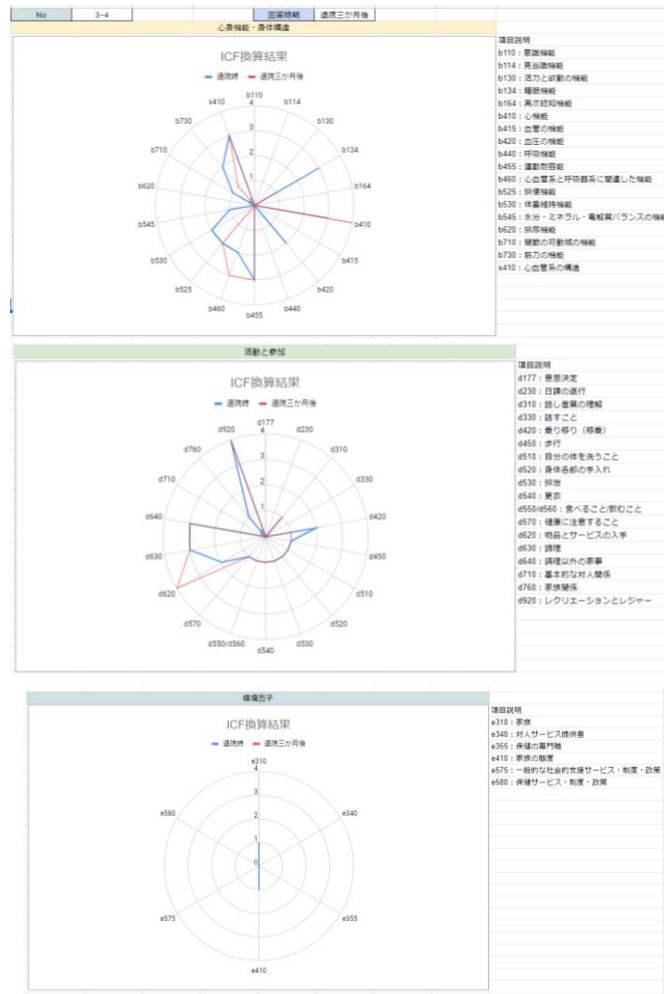 No 3-4 回答時期 退院三か月後
心身機能・身体構造
ICF換算結果
退院時 退院三か月後
b110
b114
b130
b134
b164
b410
b415
b420
b440
b455
b460
b525
b530
b545
b620
b710
b730
s410
4
3
2
1
項目説明
b110：意識機能
b114：見当識機能
b130：活力と欲動の機能
b134：睡眠機能
b164：高次認知機能
b410：心機能
b415：血管の機能
b420：血圧の機能
b440：呼吸機能
b455：運動耐容能
b460：心血管系と呼吸器系に関連した機能
b525：排便機能
b530：体重維持機能
b545：水分・ミネラル・電解質バランスの機能
b620：排尿機能
b710：関節の可動域の機能
b730：筋力の機能
s410：心血管系の構造
活動と参加
ICF換算結果
退院時 退院三か月後
d177
d230
d310
d330
d420
d450
d510
d520
d530
d540
d550/d560
d570
d620
d630
d640
d710
d760
d920
4
3
2
1
項目説明
d177：意思決定
d230：日課の遂行
d310：話し言葉の理解
d330：話すこと
d420：乗り移り（移乗）
d450：歩行
d510：自分の体を洗うこと
d520：身体各部の手入れ
d530：排泄
d540：更衣
d550/d560：食べること/飲むこと
d570：健康に注意すること
d620：物品とサービスの入手
d630：調理
d640：調理以外の家事
d710：基本的な対人関係
d760：家族関係
d920：レクリエーションとレジャー
環境因子
ICF換算結果
退院時 退院三か月後
e310
e340
e355
e410
e575
e580
4
3
2
1
0
項目説明
e310：家族
e340：対人サービス提供者
e355：保健の専門職
e410：家族の態度
e575：一般的な社会的支援サービス・制度・政策
e580：保健サービス・制度・政策